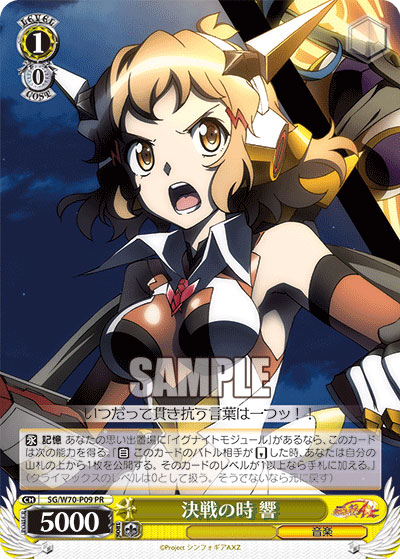 LEVEL
1
0
COST
SAMPLE
いつだって貫き抗う言葉は一つッ！！
永 記憶 あなたの思い出置場に「イグナイトモジュール」があるなら、このカード
は次の能力を得る。『自 このカードのバトル相手が した時、あなたは自分の
山札の上から1枚を公開する。そのカードのレベルが1以上なら手札に加える。』
（クライマックスのレベルは0として扱う。そうでないなら元に戻す）
CH SG/W70-P09 PR
5000
決戦の時 響
音楽
©Project シンフォギアAXZ